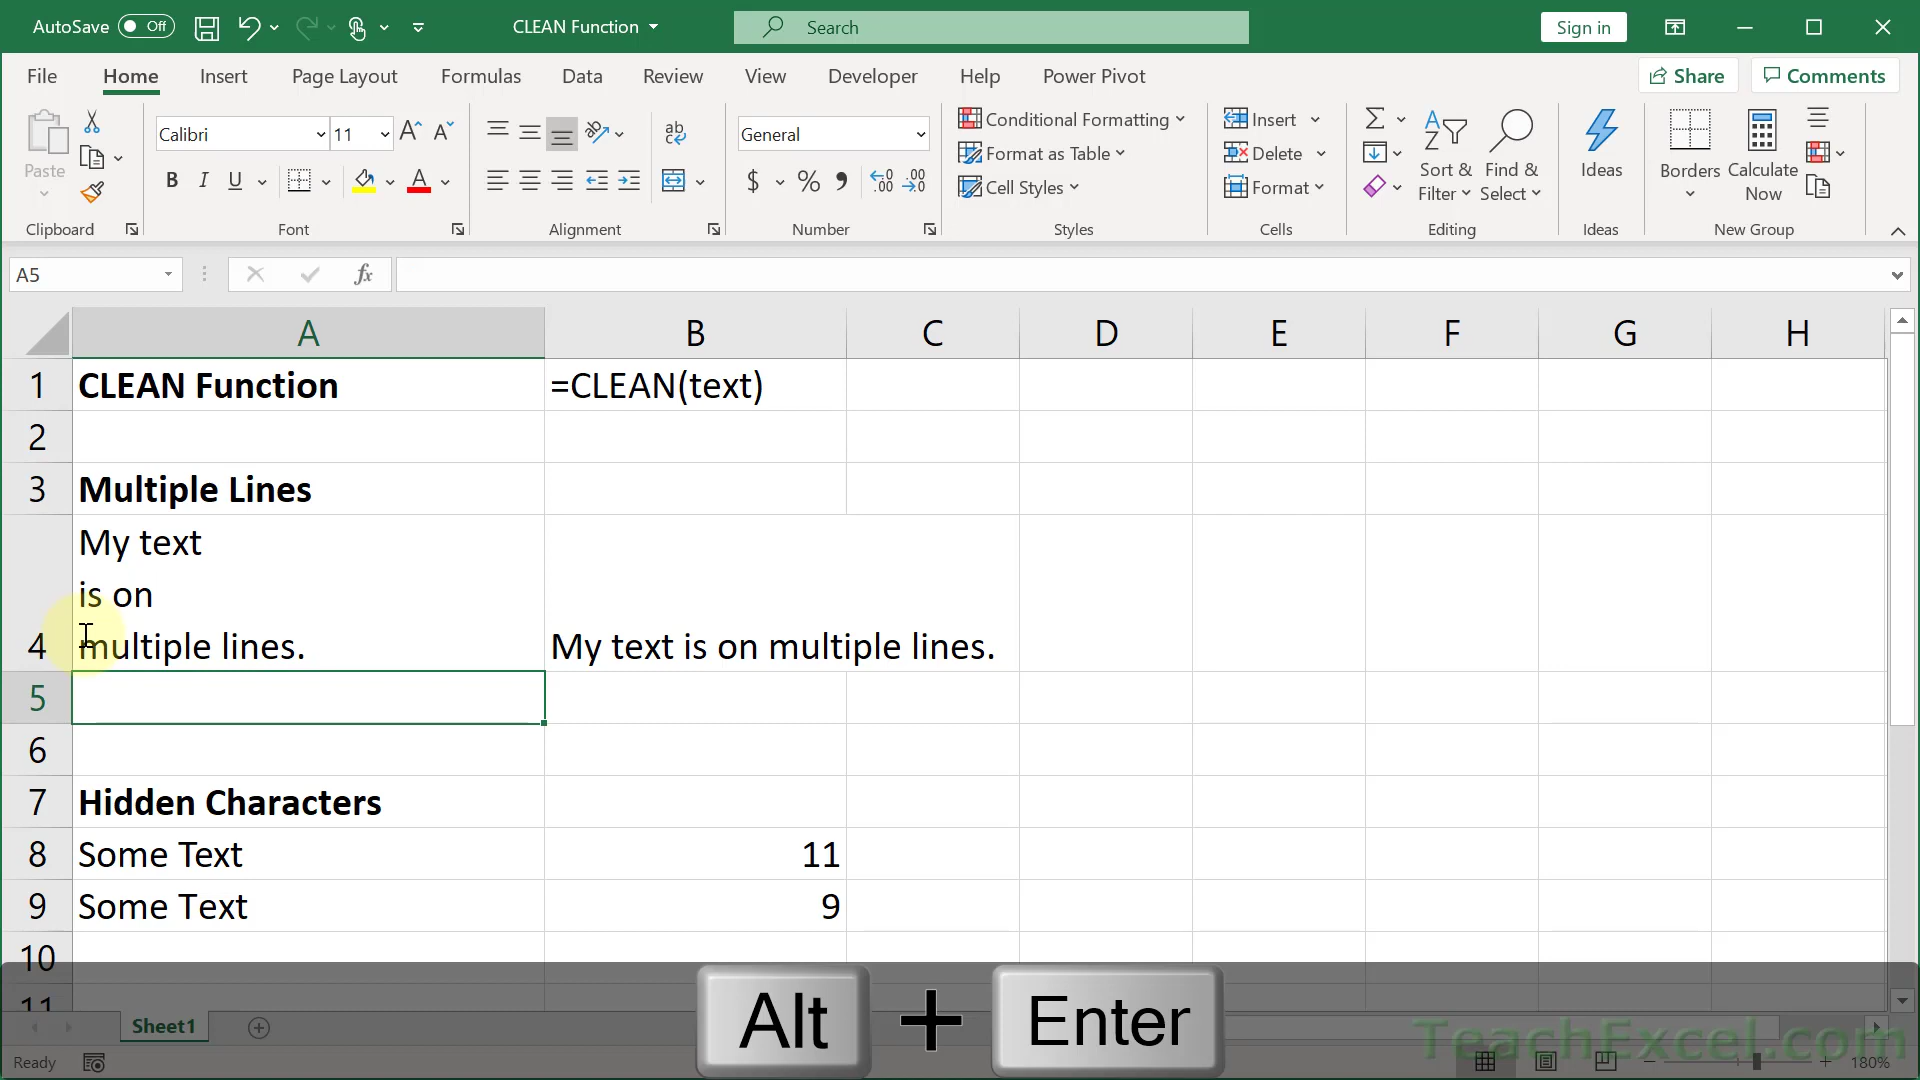 AutoSave Off CLEAN Function Search Sign in
File Home Insert Page Layout Formulas Data Review View Developer Help Power Pivot Share Comments
Calibri 11 General Conditional Formatting Insert
Paste Format as Table Delete Sort & Filter Find & Select Ideas Borders Calculate Now
B I U $ % Cell Styles Format
Clipboard Font Alignment Number Styles Cells Editing Ideas New Group
A5 fx
A B C D E F G H
1 CLEAN Function =CLEAN(text)
2
3 Multiple Lines
My text
is on
4 multiple lines. My text is on multiple lines.
5
6
7 Hidden Characters
8 Some Text 11
9 Some Text 9
10
11
Alt + Enter
Sheet1
TeachExcel.com
Ready 180%